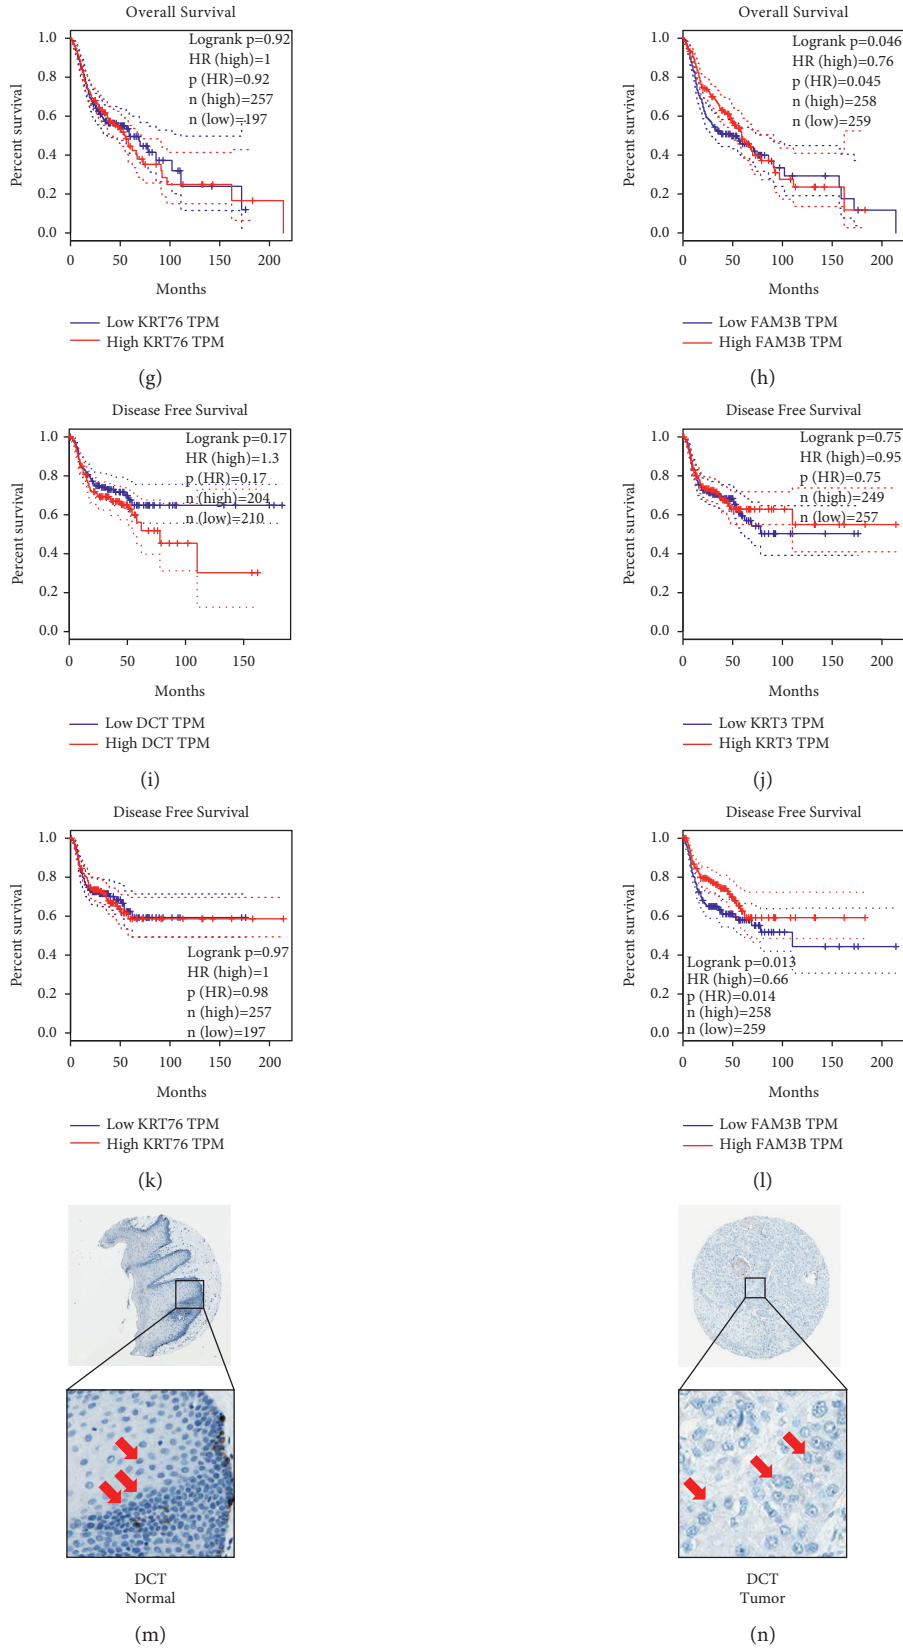 Overall Survival
Percent survival
1.0
0.8
0.6
0.4
0.2
0.0
Logrank p=0.92
HR (high)=1
p (HR)=0.92
n (high)=257
n (low)=197
0 50 100 150 200
Months
Low KRT76 TPM
High KRT76 TPM
(g)
Overall Survival
Percent survival
1.0
0.8
0.6
0.4
0.2
0.0
Logrank p=0.046
HR (high)=0.76
p (HR)=0.045
n (high)=258
n (low)=259
0 50 100 150 200
Months
Low FAM3B TPM
High FAM3B TPM
(h)
Disease Free Survival
Percent survival
1.0
0.8
0.6
0.4
0.2
0.0
Logrank p=0.17
HR (high)=1.3
p (HR)=0.17
n (high)=204
n (low)=210
0 50 100 150
Months
Low DCT TPM
High DCT TPM
(i)
Disease Free Survival
Percent survival
1.0
0.8
0.6
0.4
0.2
0.0
Logrank p=0.75
HR (high)=0.95
p (HR)=0.75
n (high)=249
n (low)=257
0 50 100 150 200
Months
Low KRT3 TPM
High KRT3 TPM
(j)
Disease Free Survival
Percent survival
1.0
0.8
0.6
0.4
0.2
0.0
Logrank p=0.97
HR (high)=1
p (HR)=0.98
n (high)=257
n (low)=197
0 50 100 150 200
Months
Low KRT76 TPM
High KRT76 TPM
(k)
Disease Free Survival
Percent survival
1.0
0.8
0.6
0.4
0.2
0.0
Logrank p=0.013
HR (high)=0.66
p (HR)=0.014
n (high)=258
n (low)=259
0 50 100 150 200
Months
Low FAM3B TPM
High FAM3B TPM
(l)
DCT
Normal
(m)
DCT
Tumor
(n)